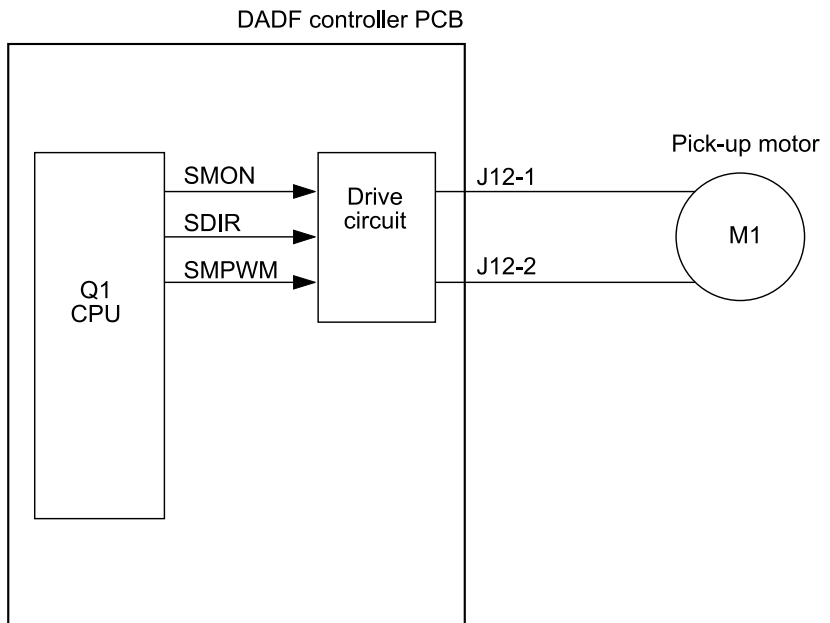 DADF controller PCB
Pick-up motor
SMON
SDIR
SMPWM
Q1
CPU
Drive
circuit
J12-1
J12-2
M1